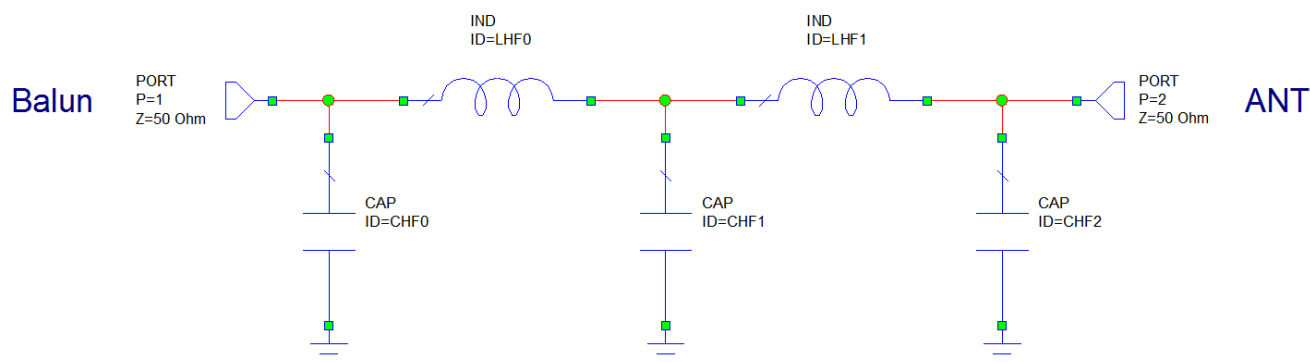 IND
ID=LHF0
IND
ID=LHF1
Balun
PORT
P=1
Z=50 Ohm
PORT
P=2
Z=50 Ohm
ANT
CAP
ID=CHF0
CAP
ID=CHF1
CAP
ID=CHF2